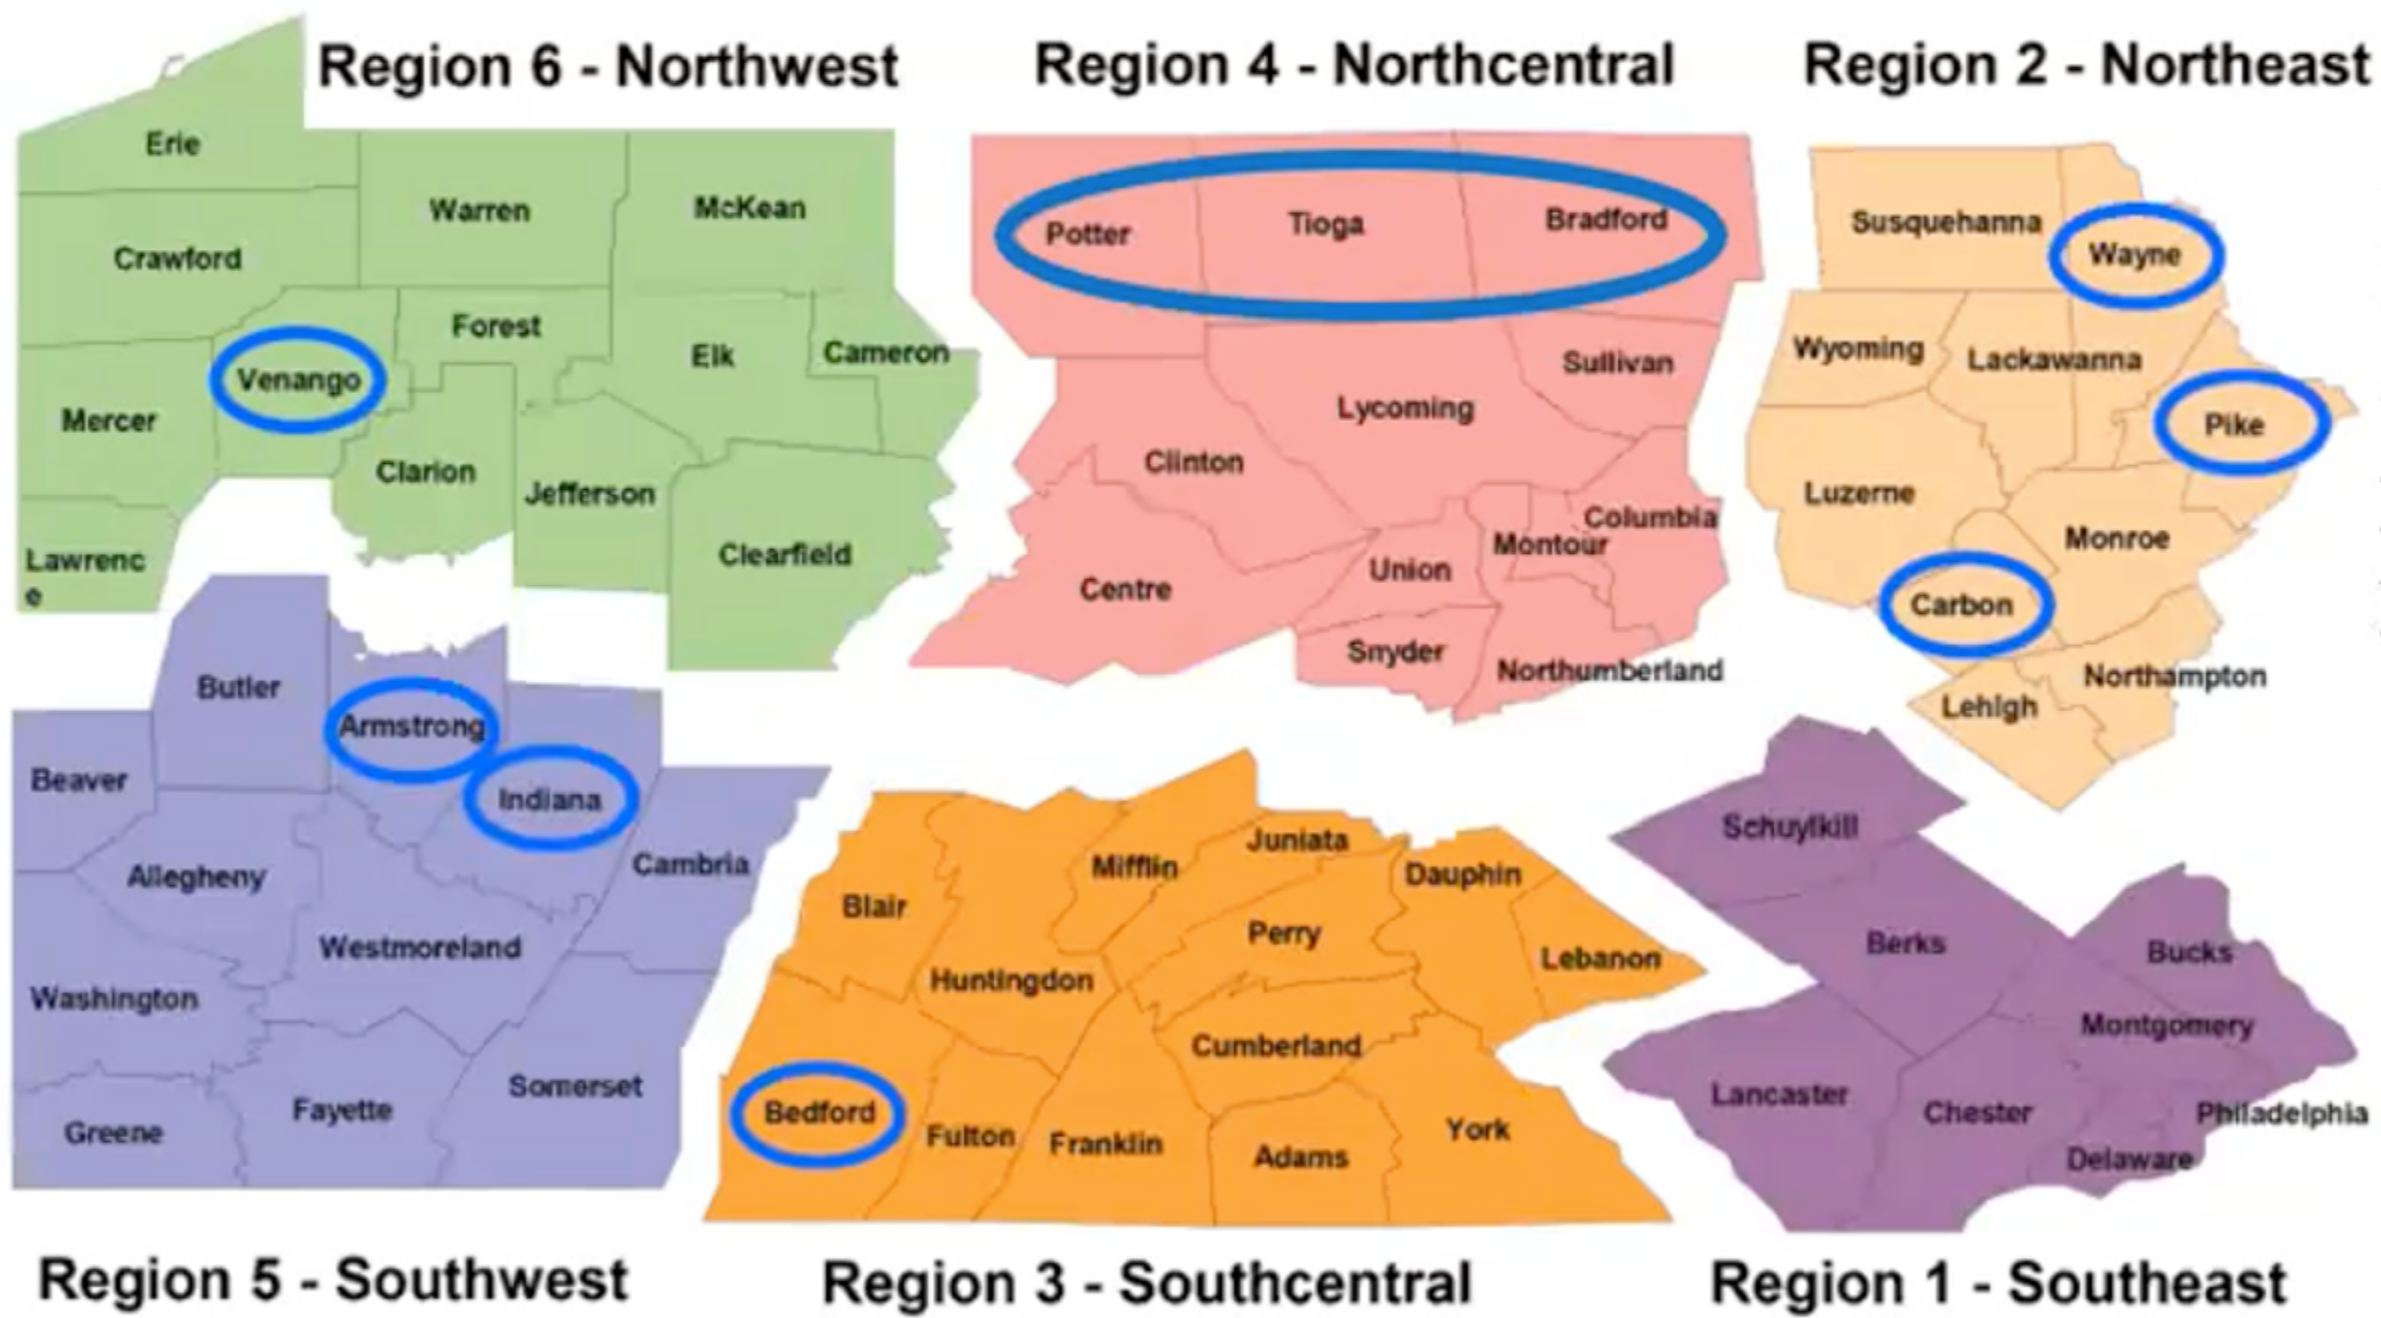 Region 6 - Northwest
Erie
Warren
McKean
Crawford
Forest
Venango
Elk
Cameron
Mercer
Clarion
Jefferson
Clearfield
Lawrenc
e
Region 4 - Northcentral
Potter
Tioga
Bradford
Sullivan
Lycoming
Clinton
Columbia
Montour
Union
Centre
Snyder
Northumberland
Region 2 - Northeast
Susquehanna
Wayne
Wyoming
Lackawanna
Pike
Luzerne
Monroe
Carbon
Northampton
Lehigh
Butler
Armstrong
Beaver
Indiana
Cambria
Allegheny
Westmoreland
Washington
Somerset
Fayette
Greene
Region 5 - Southwest
Juniata
Mifflin
Dauphin
Blair
Perry
Lebanon
Huntingdon
Cumberland
Bedford
Fulton
Franklin
York
Adams
Region 3 - Southcentral
Schuylkill
Berks
Bucks
Montgomery
Lancaster
Chester
Philadelphia
Delaware
Region 1 - Southeast